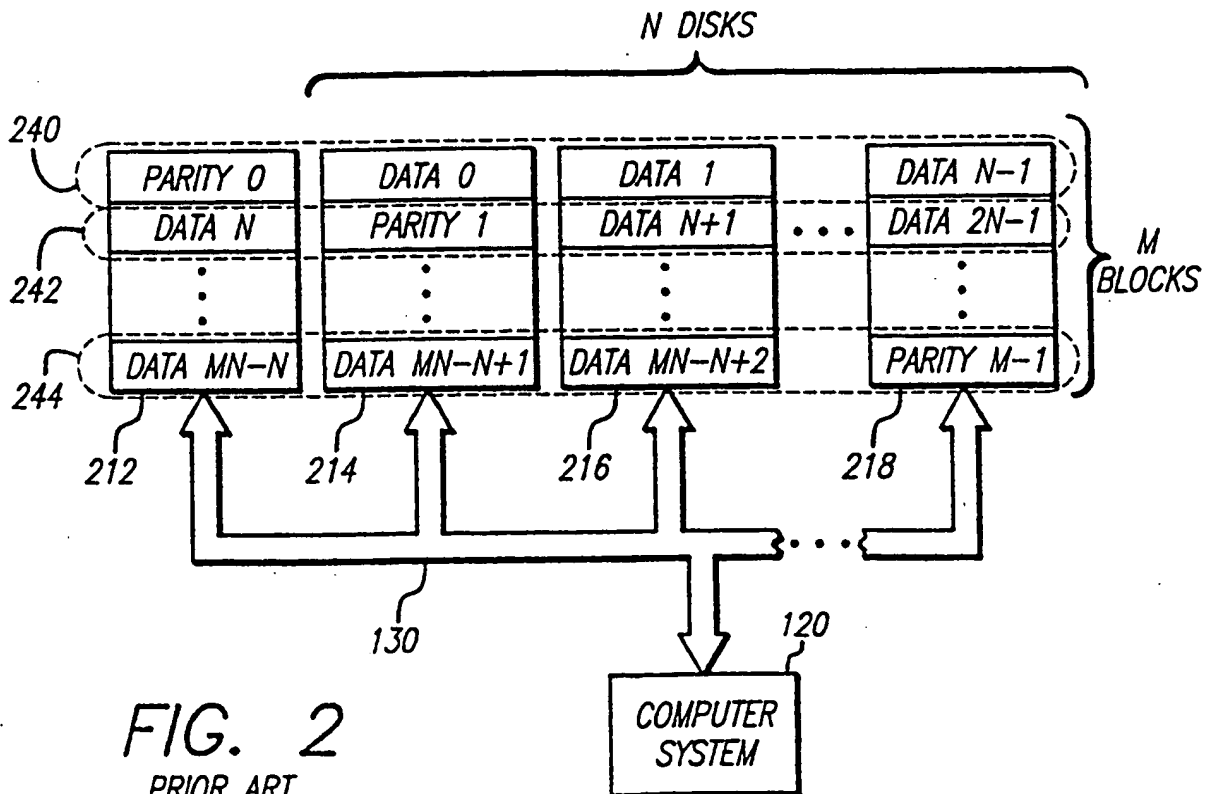 N DISKS
240
PARITY 0 DATA 0 DATA 1 DATA N-1
242
DATA N PARITY 1 DATA N+1 DATA 2N-1
M
BLOCKS
244
DATA MN-N DATA MN-N+1 DATA MN-N+2 PARITY M-1
212 214 216 218
130
120
COMPUTER
SYSTEM
FIG. 2
PRIOR ART